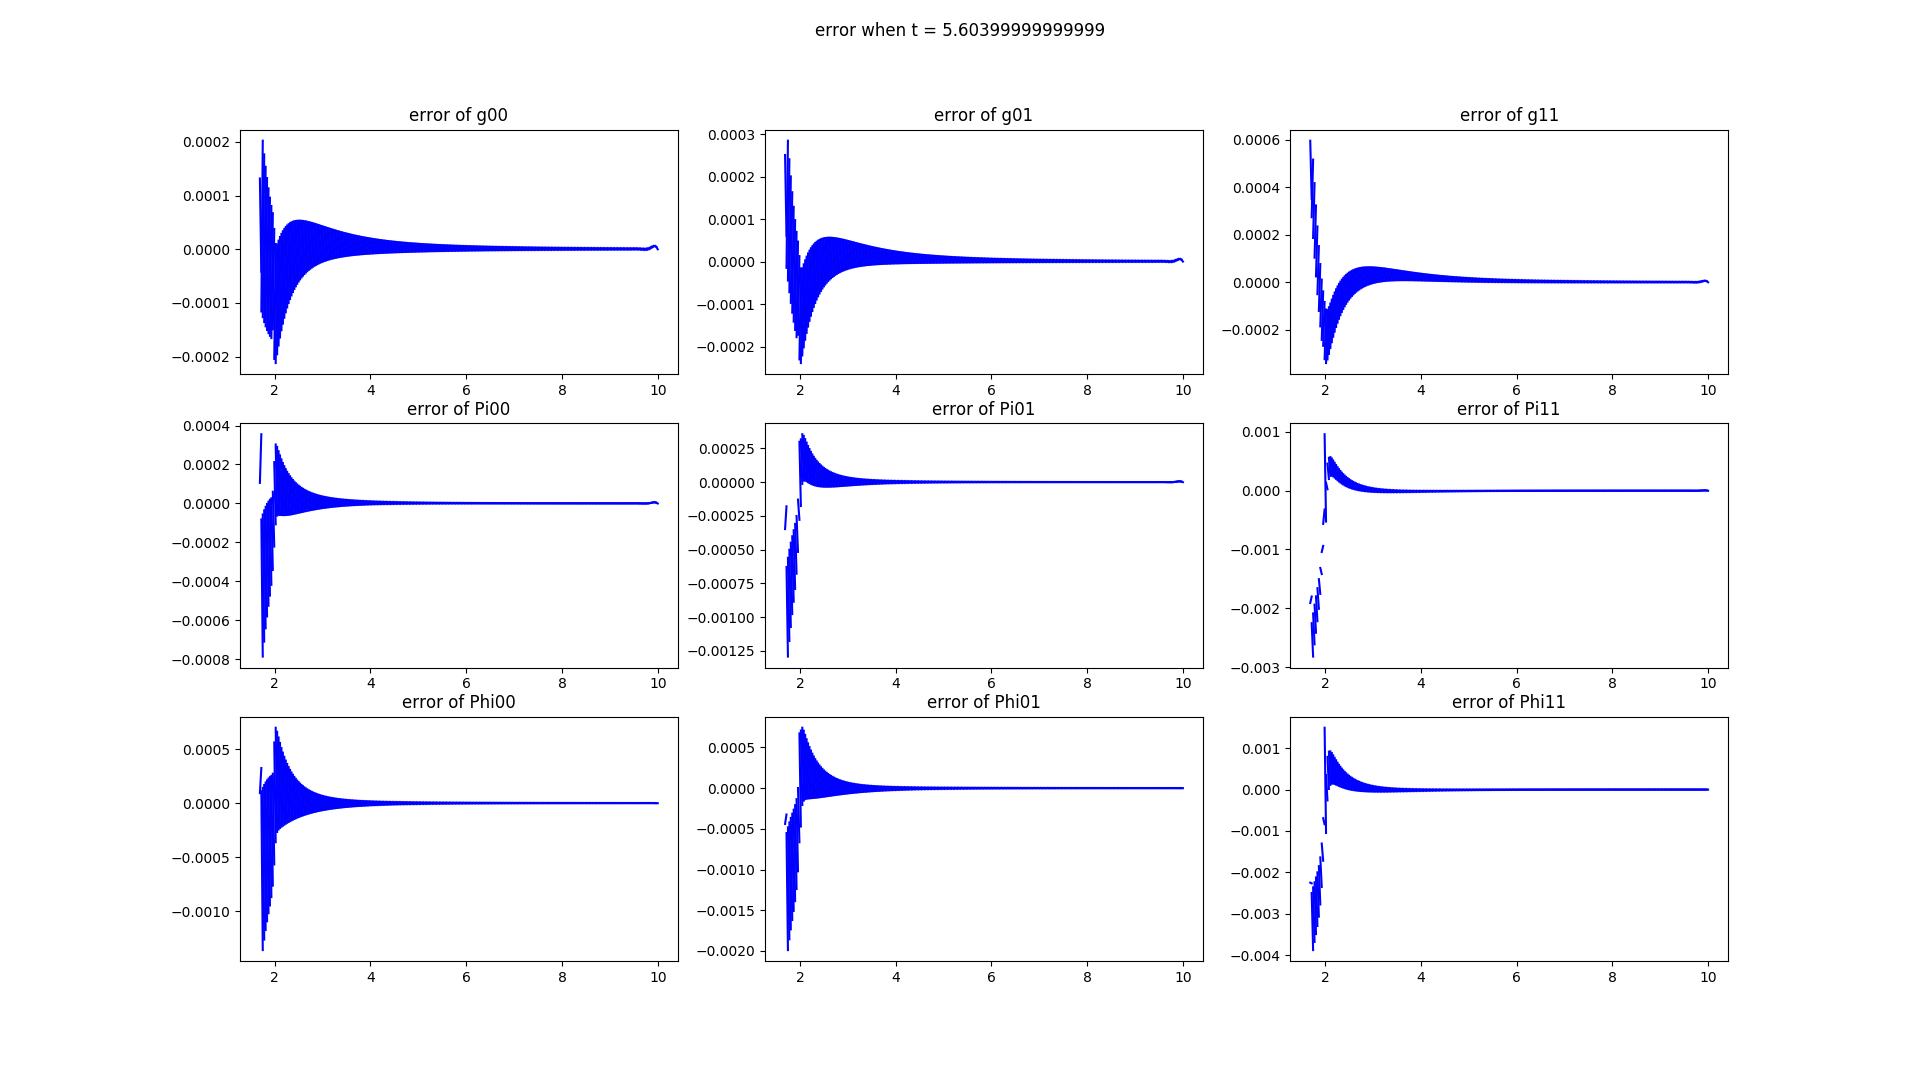 error when t = 5.60399999999999
error of g00
error of g01
error of g11
0.0002
0.0001
0.0000
−0.0001
−0.0002
2 4 6 8 10
0.0003
0.0002
0.0001
0.0000
−0.0001
−0.0002
2 4 6 8 10
0.0006
0.0004
0.0002
0.0000
−0.0002
2 4 6 8 10
error of Pi00
error of Pi01
error of Pi11
0.0004
0.0002
0.0000
−0.0002
−0.0004
−0.0006
−0.0008
2 4 6 8 10
0.00025
0.00000
−0.00025
−0.00050
−0.00075
−0.00100
−0.00125
2 4 6 8 10
0.001
0.000
−0.001
−0.002
−0.003
2 4 6 8 10
error of Phi00
error of Phi01
error of Phi11
0.0005
0.0000
−0.0005
−0.0010
2 4 6 8 10
0.0005
0.0000
−0.0005
−0.0010
−0.0015
−0.0020
2 4 6 8 10
0.001
0.000
−0.001
−0.002
−0.003
−0.004
2 4 6 8 10